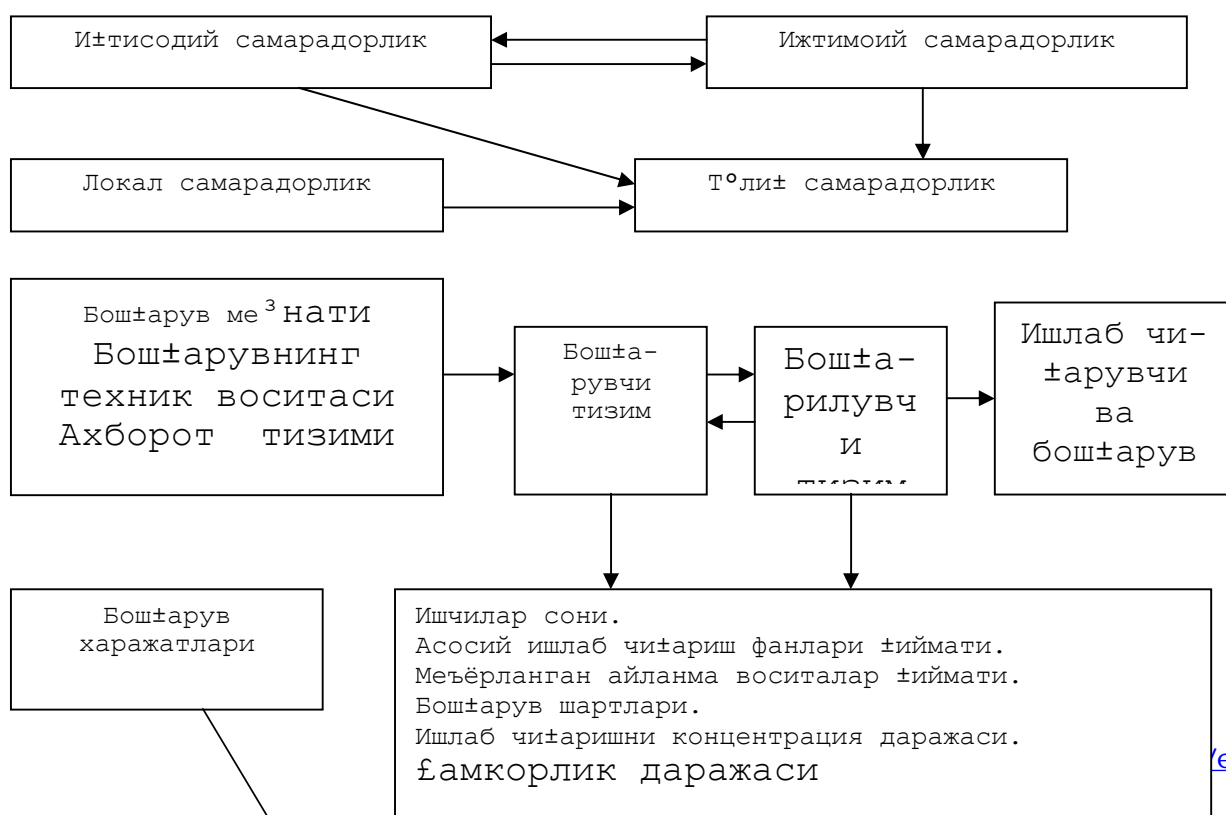 И±тисодий самарадорлик
Ижтимоий самарадорлик
Локал самарадорлик
Т°ли± самарадорлик
Бош±арув ме³нати
Бош±арувнинг
техник воситаси
Ахборот тизими
Бош±а-
рувчи
тизим
Бош±а-
рилувч
и
тизим
Ишлаб чи-
±арувчи
ва
бош±арув
Бош±арув
харажатлари
Ишчилар сони.
Асосий ишлаб чи±ариш фанлари ±иймати.
Меъёрланган айланма воситалар ±иймати.
Бош±арув шартлари.
Ишлаб чи±аришни концентрация даражаси.
£амкорлик даражаси
/e